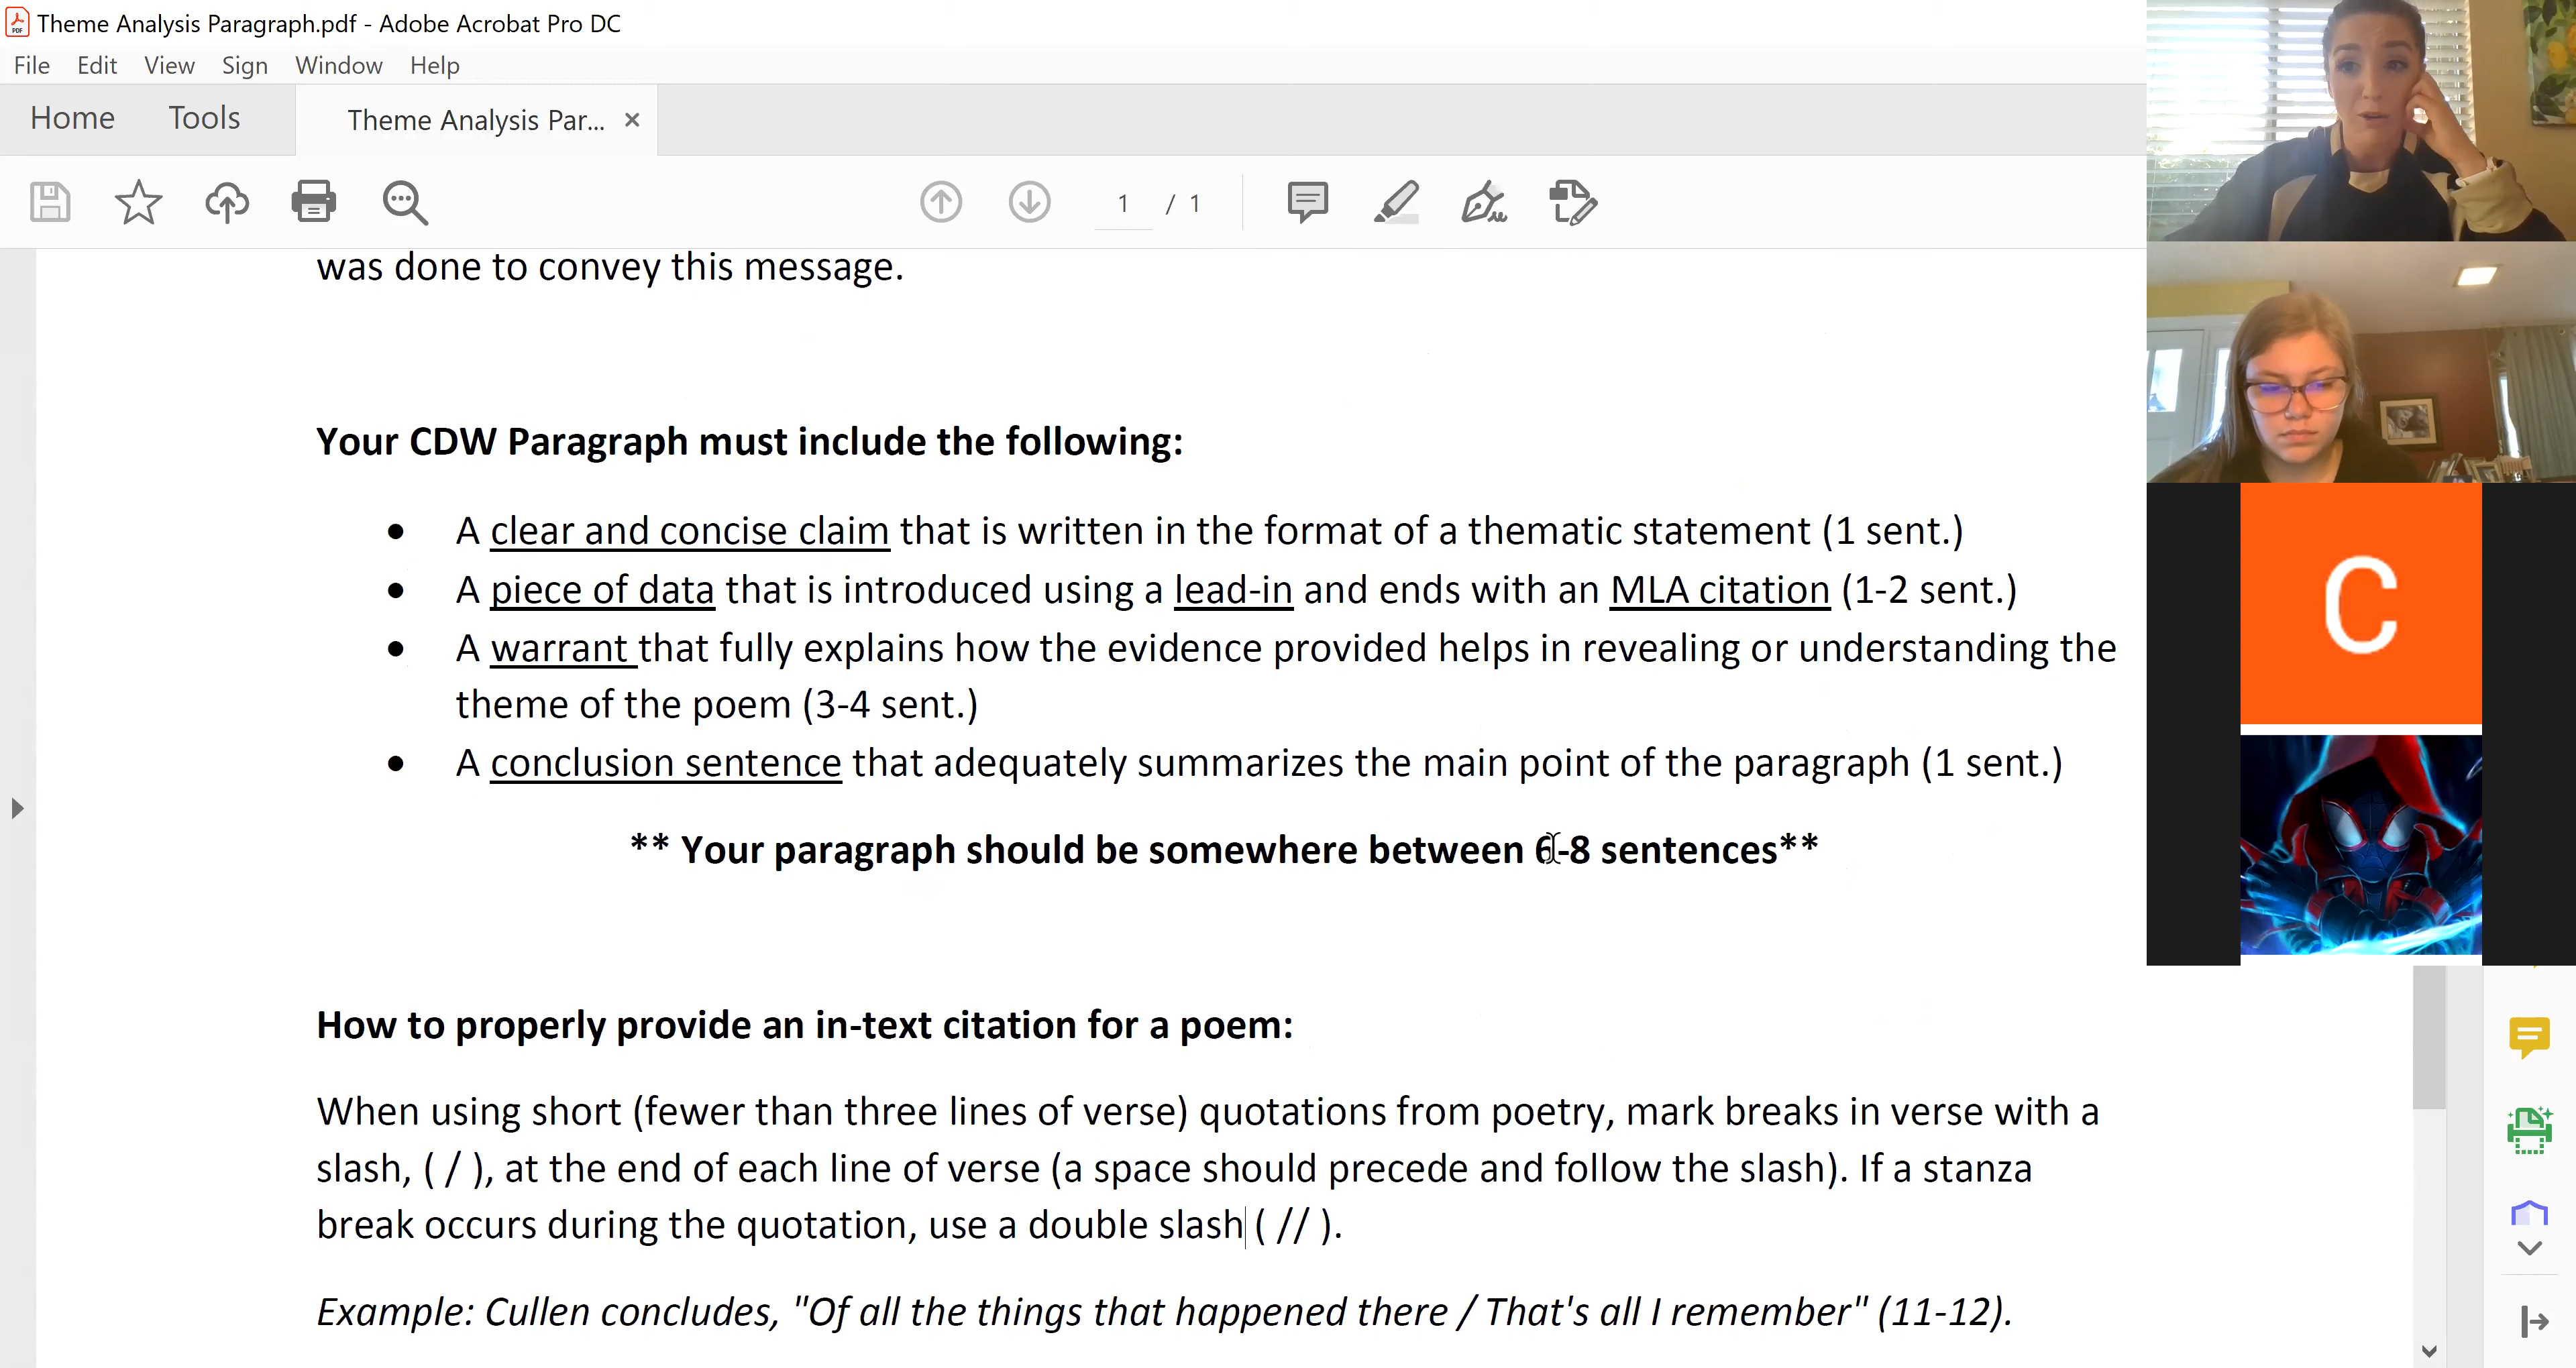 Theme Analysis Paragraph.pdf - Adobe Acrobat Pro DC
File Edit View Sign Window Help
Home Tools Theme Analysis Par... ×
1 / 1
was done to convey this message.
Your CDW Paragraph must include the following:
• A clear and concise claim that is written in the format of a thematic statement (1 sent.)
• A piece of data that is introduced using a lead-in and ends with an MLA citation (1-2 sent.)
• A warrant that fully explains how the evidence provided helps in revealing or understanding the
theme of the poem (3-4 sent.)
• A conclusion sentence that adequately summarizes the main point of the paragraph (1 sent.)
** Your paragraph should be somewhere between 6-8 sentences**
How to properly provide an in-text citation for a poem:
When using short (fewer than three lines of verse) quotations from poetry, mark breaks in verse with a
slash, ( / ), at the end of each line of verse (a space should precede and follow the slash). If a stanza
break occurs during the quotation, use a double slash ( // ).
Example: Cullen concludes, "Of all the things that happened there / That's all I remember" (11-12).
C